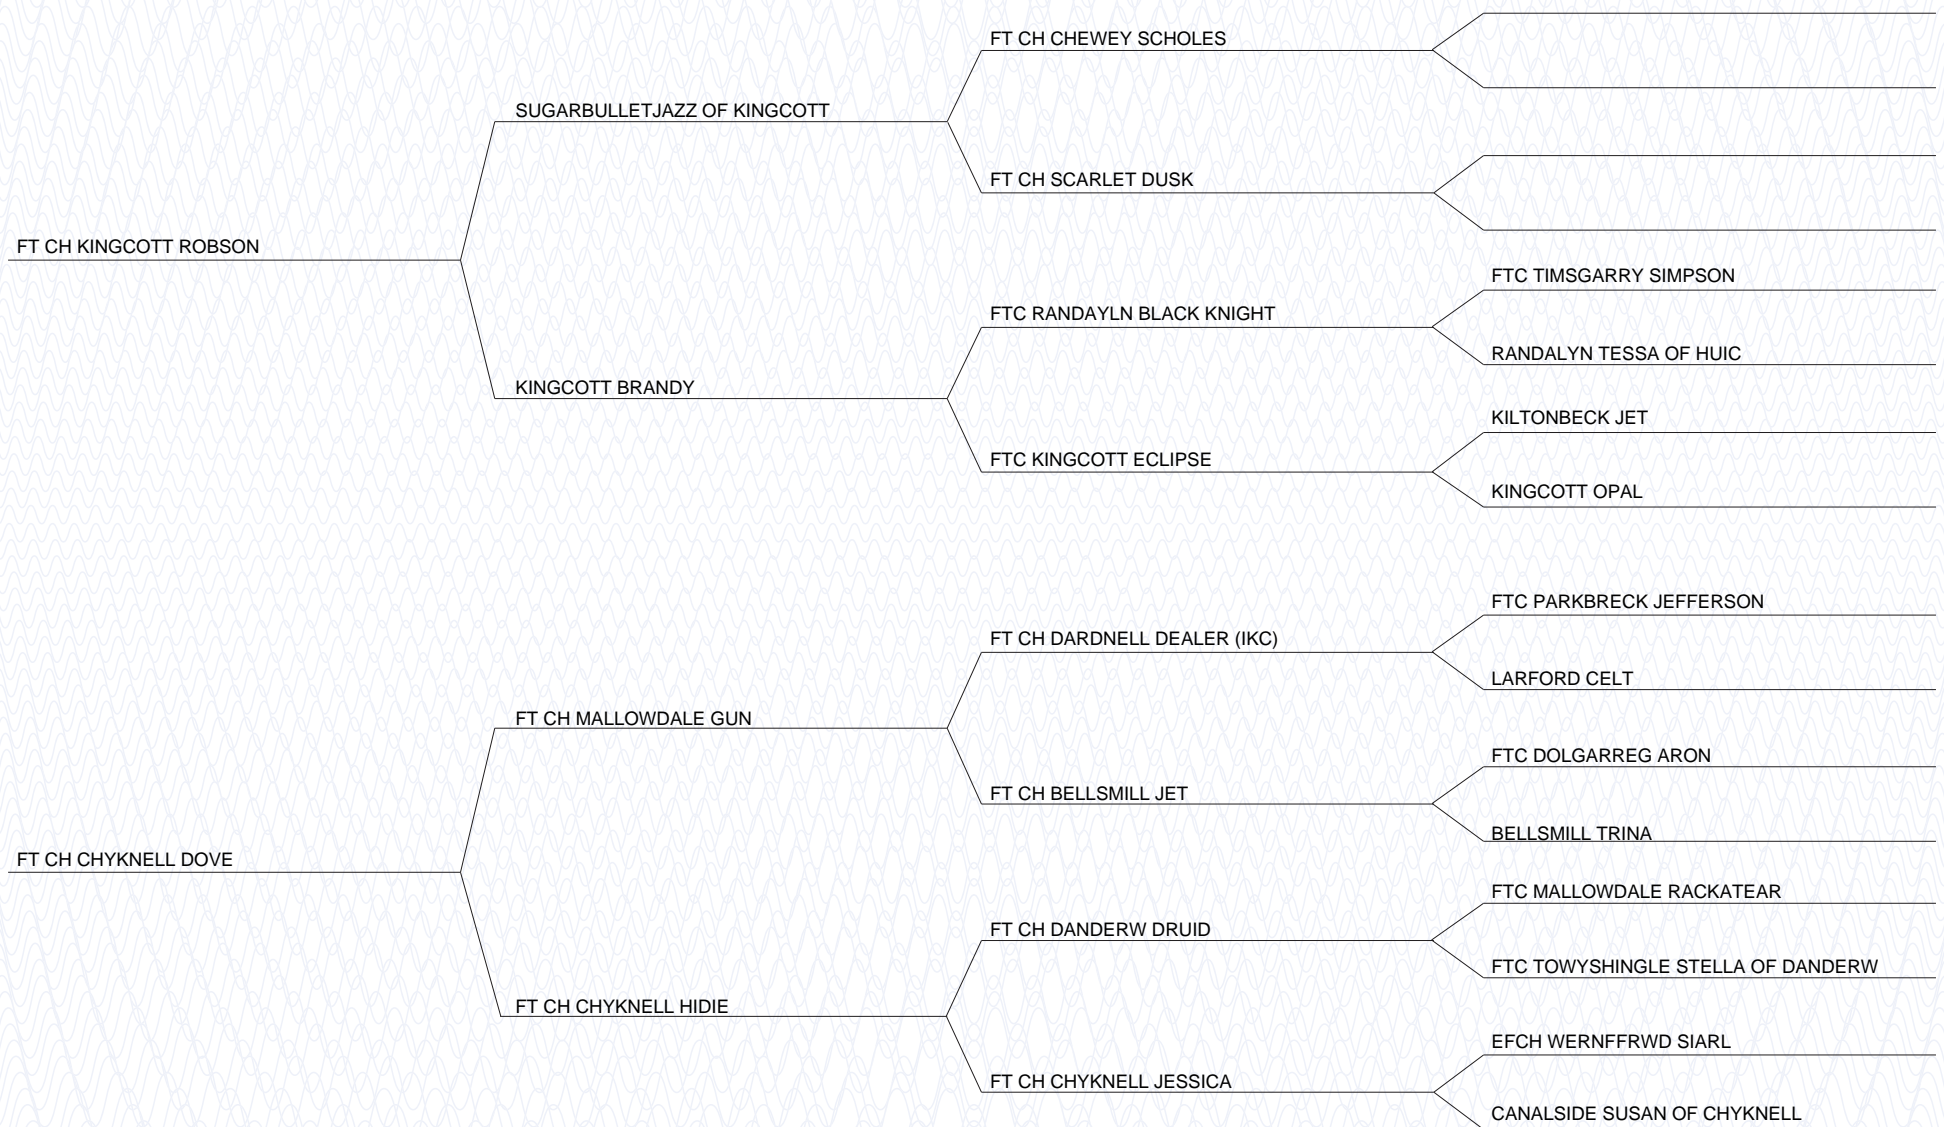 FT CH CHEWEY SCHOLES
SUGARBULLETJAZZ OF KINGCOTT
FT CH SCARLET DUSK
FT CH KINGCOTT ROBSON
FTC TIMSGARRY SIMPSON
FTC RANDAYLN BLACK KNIGHT
RANDALYN TESSA OF HUIC
KINGCOTT BRANDY
KILTONBECK JET
FTC KINGCOTT ECLIPSE
KINGCOTT OPAL
FTC PARKBRECK JEFFERSON
FT CH DARDNELL DEALER (IKC)
LARFORD CELT
FT CH MALLOWDALE GUN
FTC DOLGARREG ARON
FT CH BELLSMILL JET
BELLSMILL TRINA
FT CH CHYKNELL DOVE
FTC MALLOWDALE RACKATEAR
FT CH DANDERW DRUID
FTC TOWYSHINGLE STELLA OF DANDERW
FT CH CHYKNELL HIDIE
EFCH WERNFFRWD SIARL
FT CH CHYKNELL JESSICA
CANALSIDE SUSAN OF CHYKNELL